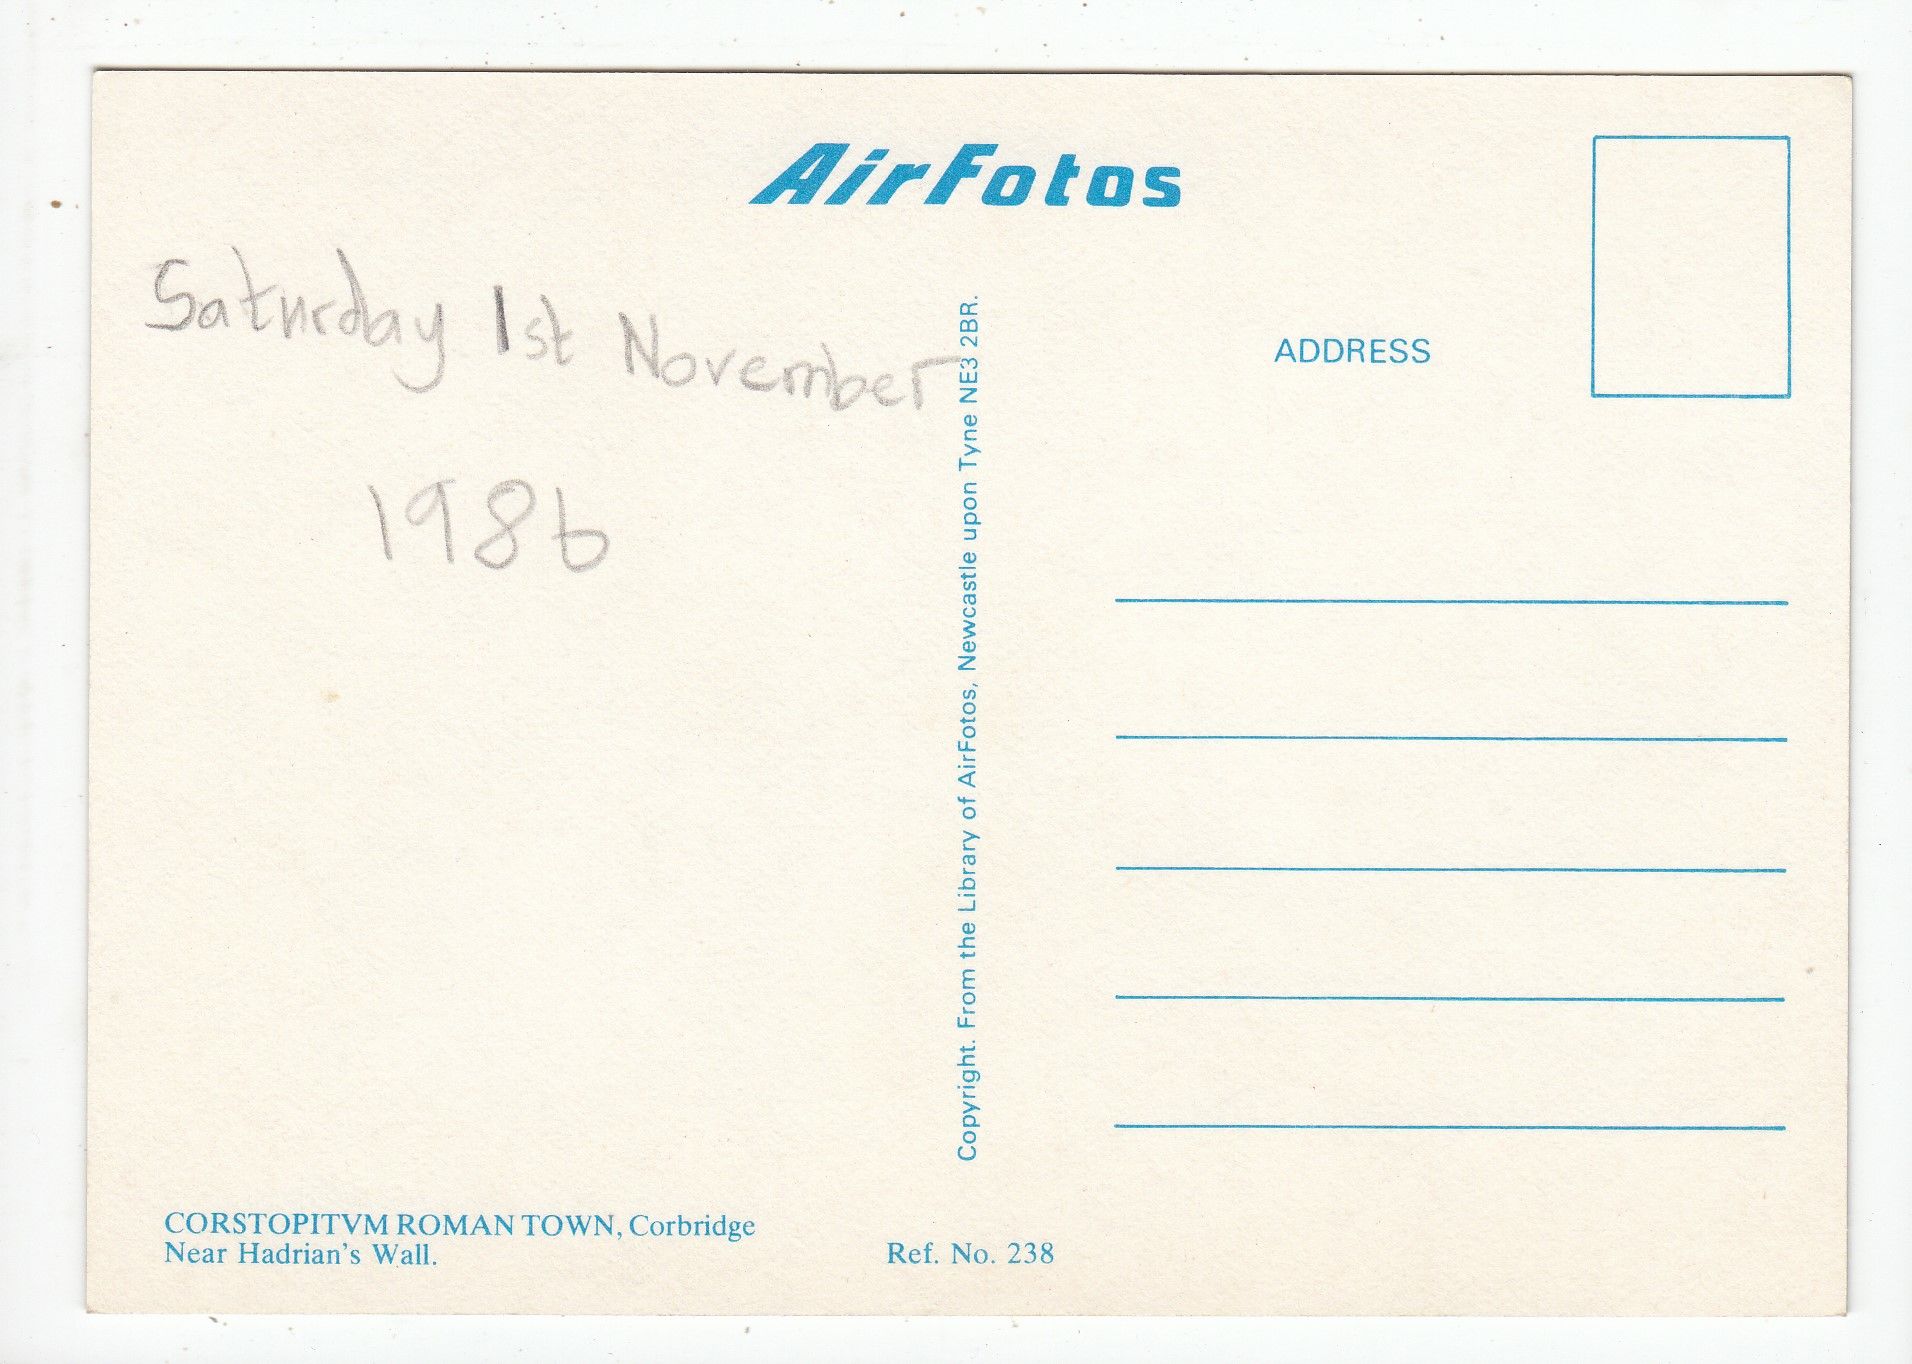 AirFotos
Saturday 1st November
1986
ADDRESS
Copyright. From the Library of AirFotos, Newcastle upon Tyne NE3 2BR.
CORSTOPITVM ROMAN TOWN, Corbridge
Near Hadrian's Wall.
Ref. No. 238